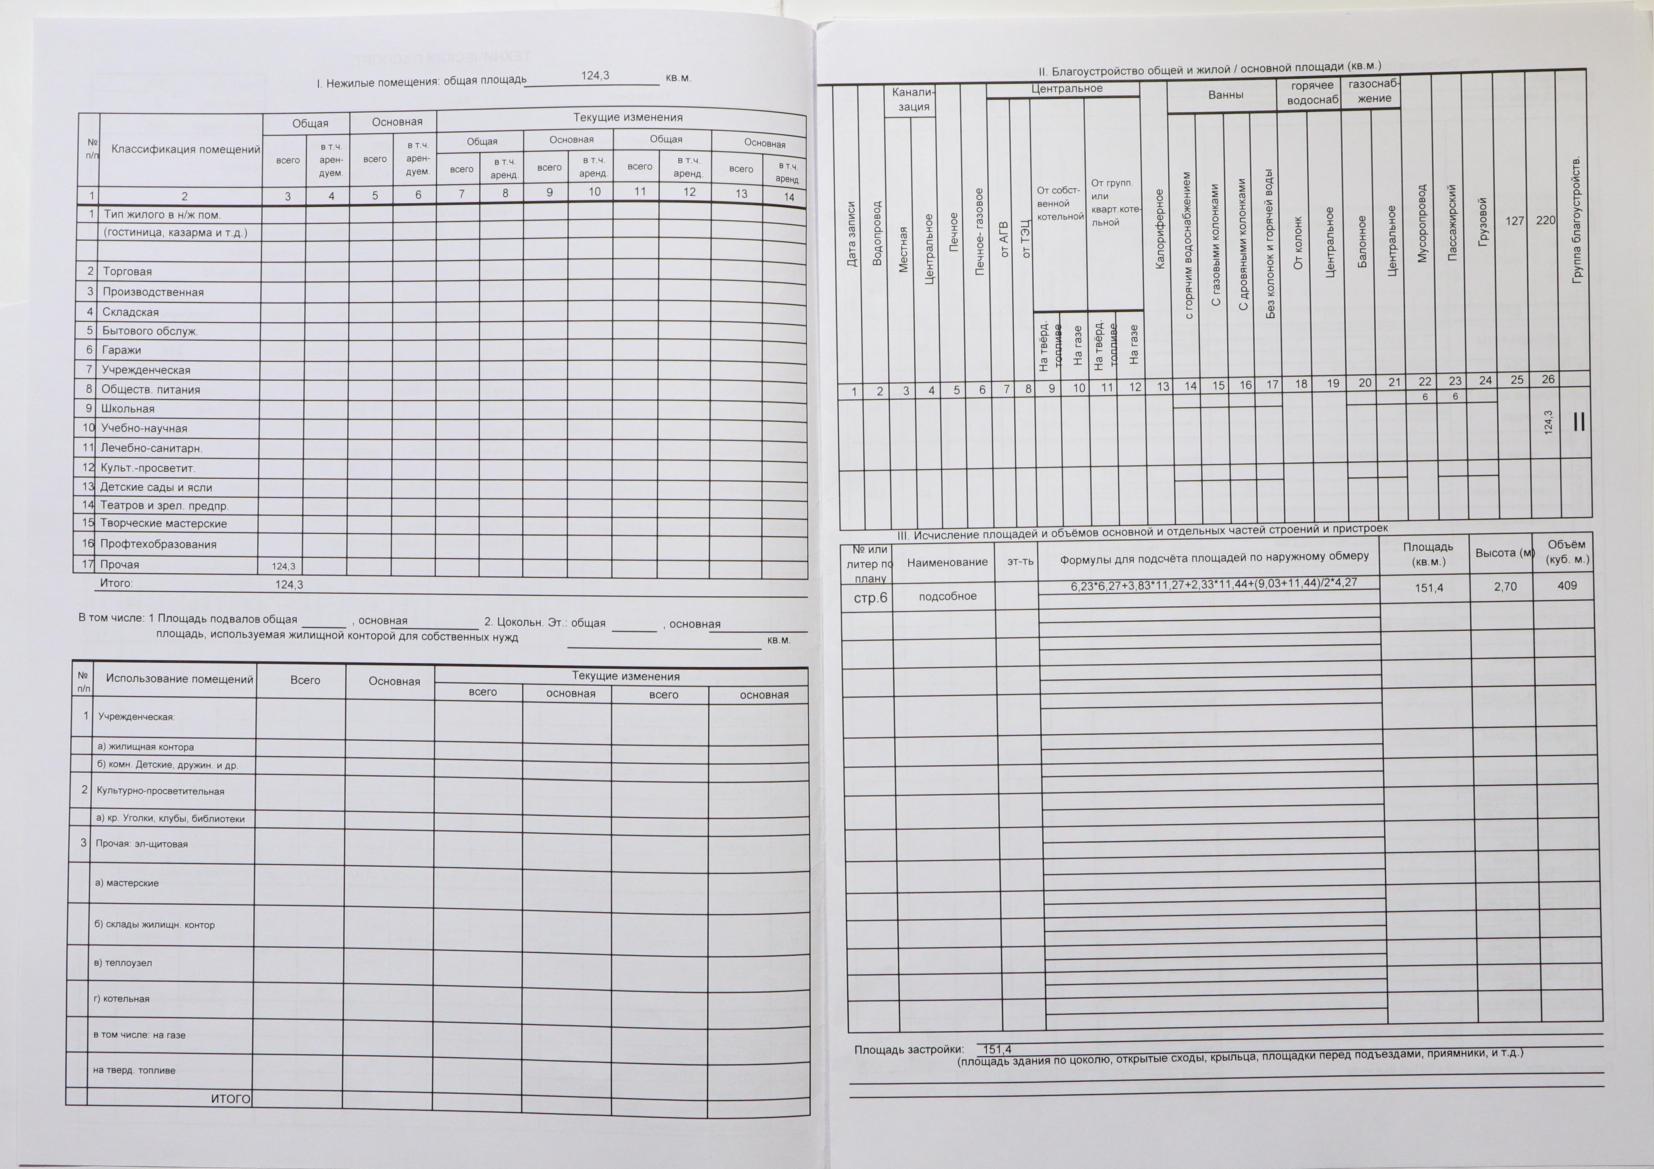 I. Нежилые помещения: общая площадь 124,3 кв.м.
№ п/п Классификация помещений Общая Основная Текущие изменения
Общая Основная Общая Основная
всего в т.ч. арен- дуем. всего в т.ч. арен- дуем. всего в т.ч. аренд. всего в т.ч. аренд. всего в т.ч. аренд. всего в т.ч. аренд
1 2 3 4 5 6 7 8 9 10 11 12 13 14
1 Тип жилого в н/ж пом.
(гостиница, казарма и т.д.)
2 Торговая
3 Производственная
4 Складская
5 Бытового обслуж.
6 Гаражи
7 Учрежденческая
8 Обществ. питания
9 Школьная
10 Учебно-научная
11 Лечебно-санитарн.
12 Культ.-просветит.
13 Детские сады и ясли
14 Театров и зрел. предпр.
15 Творческие мастерские
16 Профтехобразования
17 Прочая 124,3
Итого: 124,3
В том числе: 1 Площадь подвалов общая , основная 2. Цокольн. Эт.: общая , основная
площадь, используемая жилищной конторой для собственных нужд кв.м.
№ п/п Использование помещений Всего Основная Текущие изменения
всего основная всего основная
1 Учрежденческая:
а) жилищная контора
б) комн. Детские, дружин. и др.
2 Культурно-просветительная
а) кр. Уголки, клубы, библиотеки
3 Прочая: эл-щитовая
а) мастерские
б) склады жилищн. контор
в) теплоузел
г) котельная
в том числе: на газе
на тверд. топливе
ИТОГО
II. Благоустройство общей и жилой / основной площади (кв.м.)
Канали- зация Центральное Ванны горячее водоснаб газоснаб- жение
Дата записи
Водопровод
Местная
Центральное
Печное
Печное- газовое
от АГВ
от ТЭЦ
От собст- венной котельной
На твёрд. топливе
На газе
От групп. или кварт.коте- льной
На твёрд. топливе
На газе
Калориферное
с горячим водоснабжением
С газовыми колонками
С дровяными колонками
Без колонок и горячей воды
От колонк
Центральное
Балонное
Центральное
Мусоропровод
Пассажирский
Грузовой
127
220
Группа благоустройств.
1 2 3 4 5 6 7 8 9 10 11 12 13 14 15 16 17 18 19 20 21 22 23 24 25 26
6 6
124,3 II
III. Исчисление площадей и объёмов основной и отдельных частей строений и пристроек
№ или литер по плану Наименование эт-ть Формулы для подсчёта площадей по наружному обмеру Площадь (кв.м.) Высота (м) Объём (куб. м.)
стр.6 подсобное 6,23*6,27+3,83*11,27+2,33*11,44+(9,03+11,44)/2*4,27 151,4 2,70 409
Площадь застройки: 151,4
(площадь здания по цоколю, открытые сходы, крыльца, площадки перед подъездами, приямники, и т.д.)